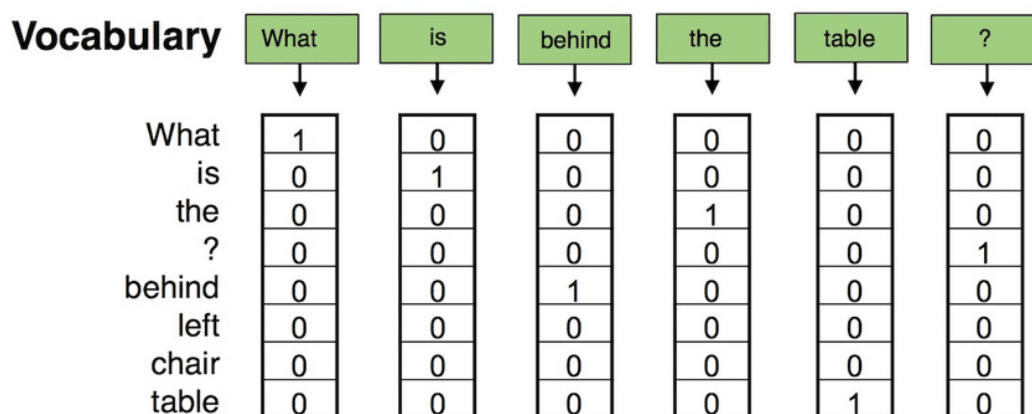 Vocabulary What is behind the table ?
What 1 0 0 0 0 0
is 0 1 0 0 0 0
the 0 0 0 1 0 0
? 0 0 0 0 0 1
behind 0 0 1 0 0 0
left 0 0 0 0 0 0
chair 0 0 0 0 0 0
table 0 0 0 0 1 0